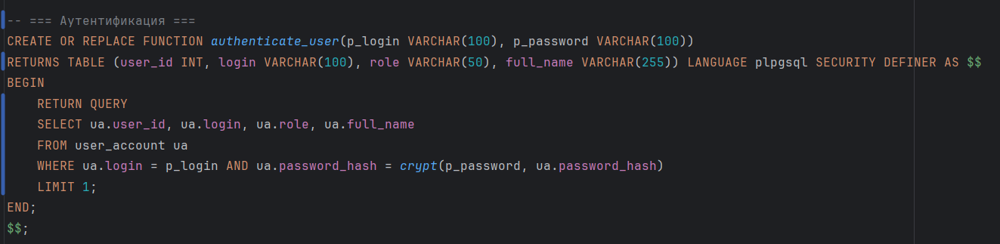 -- === Аутентификация ===
CREATE OR REPLACE FUNCTION authenticate_user(p_login VARCHAR(100), p_password VARCHAR(100))
RETURNS TABLE (user_id INT, login VARCHAR(100), role VARCHAR(50), full_name VARCHAR(255)) LANGUAGE plpgsql SECURITY DEFINER AS $$
BEGIN
    RETURN QUERY
    SELECT ua.user_id, ua.login, ua.role, ua.full_name
    FROM user_account ua
    WHERE ua.login = p_login AND ua.password_hash = crypt(p_password, ua.password_hash)
    LIMIT 1;
END;
$$;